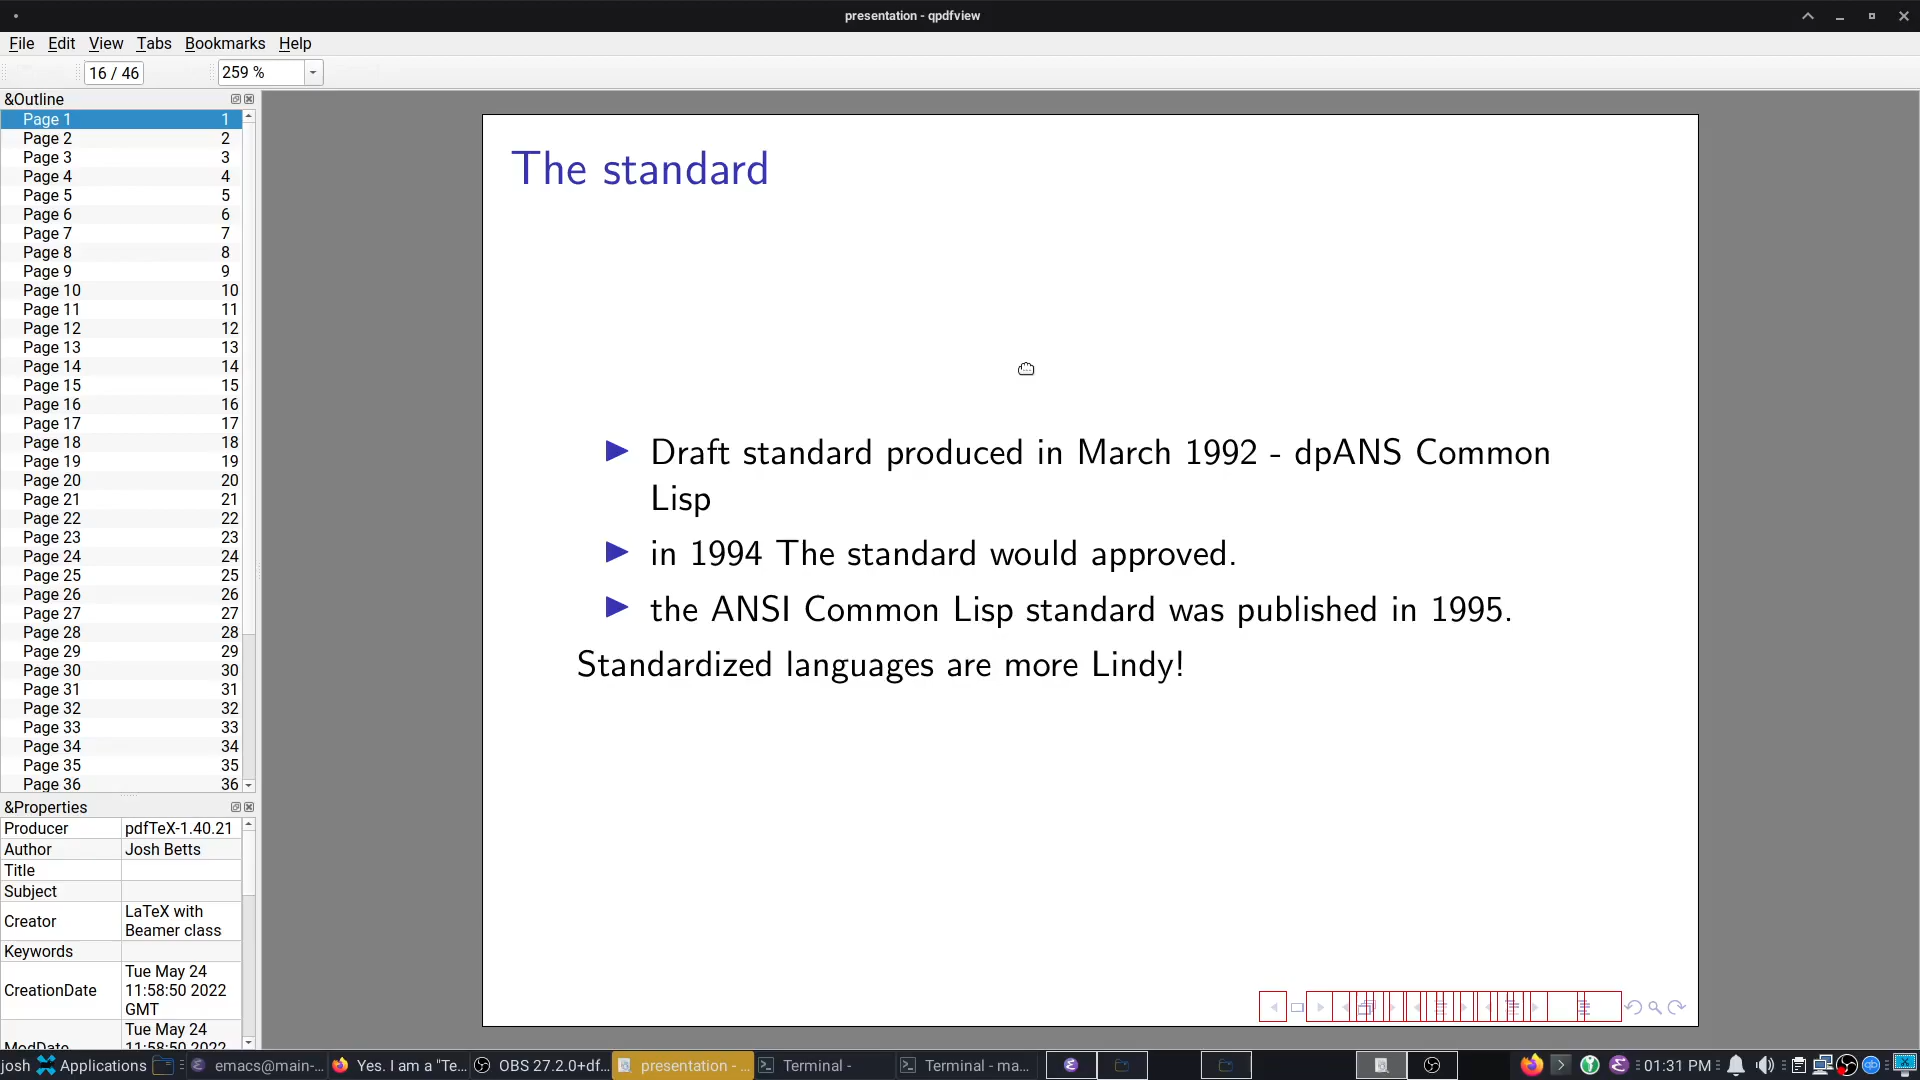 presentation - qpdfview
File Edit View Tabs Bookmarks Help
16 / 46 259 %
&Outline
Page 1 1
Page 2 2
Page 3 3
Page 4 4
Page 5 5
Page 6 6
Page 7 7
Page 8 8
Page 9 9
Page 10 10
Page 11 11
Page 12 12
Page 13 13
Page 14 14
Page 15 15
Page 16 16
Page 17 17
Page 18 18
Page 19 19
Page 20 20
Page 21 21
Page 22 22
Page 23 23
Page 24 24
Page 25 25
Page 26 26
Page 27 27
Page 28 28
Page 29 29
Page 30 30
Page 31 31
Page 32 32
Page 33 33
Page 34 34
Page 35 35
Page 36 36
&Properties
Producer pdfTeX-1.40.21
Author Josh Betts
Title
Subject
Creator LaTeX with
Beamer class
Keywords
CreationDate Tue May 24
11:58:50 2022
GMT
ModDate Tue May 24
11:58:50 2022
The standard
Draft standard produced in March 1992 - dpANS Common
Lisp
in 1994 The standard would approved.
the ANSI Common Lisp standard was published in 1995.
Standardized languages are more Lindy!
josh Applications emacs@main-... Yes. I am a "Te... OBS 27.2.0+df... presentation - ... Terminal - Terminal - ma... 01:31 PM